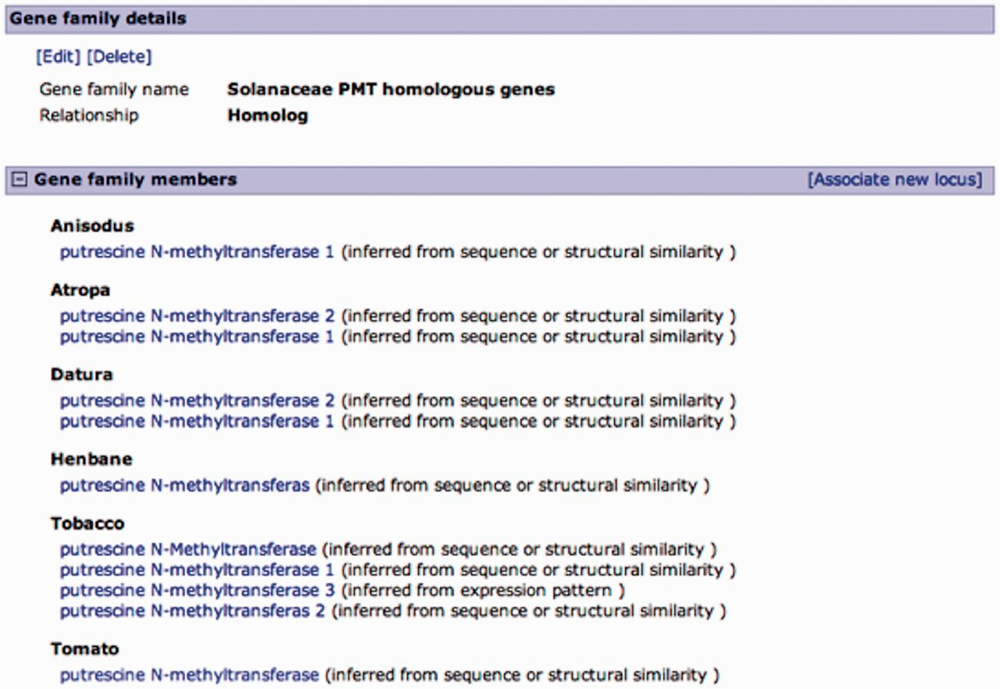 Gene family details
[Edit] [Delete]
Gene family name Solanaceae PMT homologous genes
Relationship Homolog
Gene family members [Associate new locus]
Anisodus
putrescine N-methyltransferase 1 (inferred from sequence or structural similarity )
Atropa
putrescine N-methyltransferase 2 (inferred from sequence or structural similarity )
putrescine N-methyltransferase 1 (inferred from sequence or structural similarity )
Datura
putrescine N-methyltransferase 2 (inferred from sequence or structural similarity )
putrescine N-methyltransferase 1 (inferred from sequence or structural similarity )
Henbane
putrescine N-methyltransferas (inferred from sequence or structural similarity )
Tobacco
putrescine N-Methyltransferase (inferred from sequence or structural similarity )
putrescine N-methyltransferase 1 (inferred from sequence or structural similarity )
putrescine N-methyltransferase 3 (inferred from expression pattern )
putrescine N-methyltransferas 2 (inferred from sequence or structural similarity )
Tomato
putrescine N-methyltransferase (inferred from sequence or structural similarity )